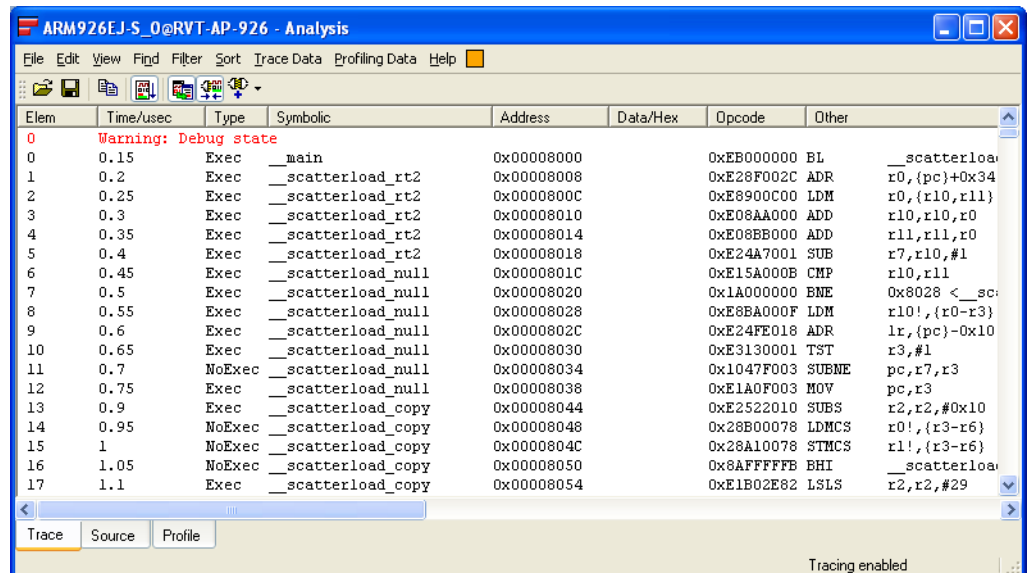 ARM926EJ-S_0@RVT-AP-926 - Analysis
File Edit View Find Filter Sort Trace Data Profiling Data Help
Elem Time/usec Type Symbolic Address Data/Hex Opcode Other
0 Warning: Debug state
0 0.15 Exec __main 0x00008000 0xEB000000 BL __scatterloa
1 0.2 Exec __scatterload_rt2 0x00008008 0xE28F002C ADR r0,{pc}+0x34
2 0.25 Exec __scatterload_rt2 0x0000800C 0xE8900C00 LDM r0,{r10,r11}
3 0.3 Exec __scatterload_rt2 0x00008010 0xE08AA000 ADD r10,r10,r0
4 0.35 Exec __scatterload_rt2 0x00008014 0xE08BB000 ADD r11,r11,r0
5 0.4 Exec __scatterload_rt2 0x00008018 0xE24A7001 SUB r7,r10,#1
6 0.45 Exec __scatterload_null 0x0000801C 0xE15A000B CMP r10,r11
7 0.5 Exec __scatterload_null 0x00008020 0x1A000000 BNE 0x8028 <__sc
8 0.55 Exec __scatterload_null 0x00008028 0xE8BA000F LDM r10!,{r0-r3}
9 0.6 Exec __scatterload_null 0x0000802C 0xE24FE018 ADR lr,{pc}-0x10
10 0.65 Exec __scatterload_null 0x00008030 0xE3130001 TST r3,#1
11 0.7 NoExec __scatterload_null 0x00008034 0x1047F003 SUBNE pc,r7,r3
12 0.75 Exec __scatterload_null 0x00008038 0xE1A0F003 MOV pc,r3
13 0.9 Exec __scatterload_copy 0x00008044 0xE2522010 SUBS r2,r2,#0x10
14 0.95 NoExec __scatterload_copy 0x00008048 0x28B00078 LDMCS r0!,{r3-r6}
15 1 NoExec __scatterload_copy 0x0000804C 0x28A10078 STMCS r1!,{r3-r6}
16 1.05 NoExec __scatterload_copy 0x00008050 0x8AFFFFFB BHI __scatterloa
17 1.1 Exec __scatterload_copy 0x00008054 0xE1B02E82 LSLS r2,r2,#29
Trace Source Profile
Tracing enabled